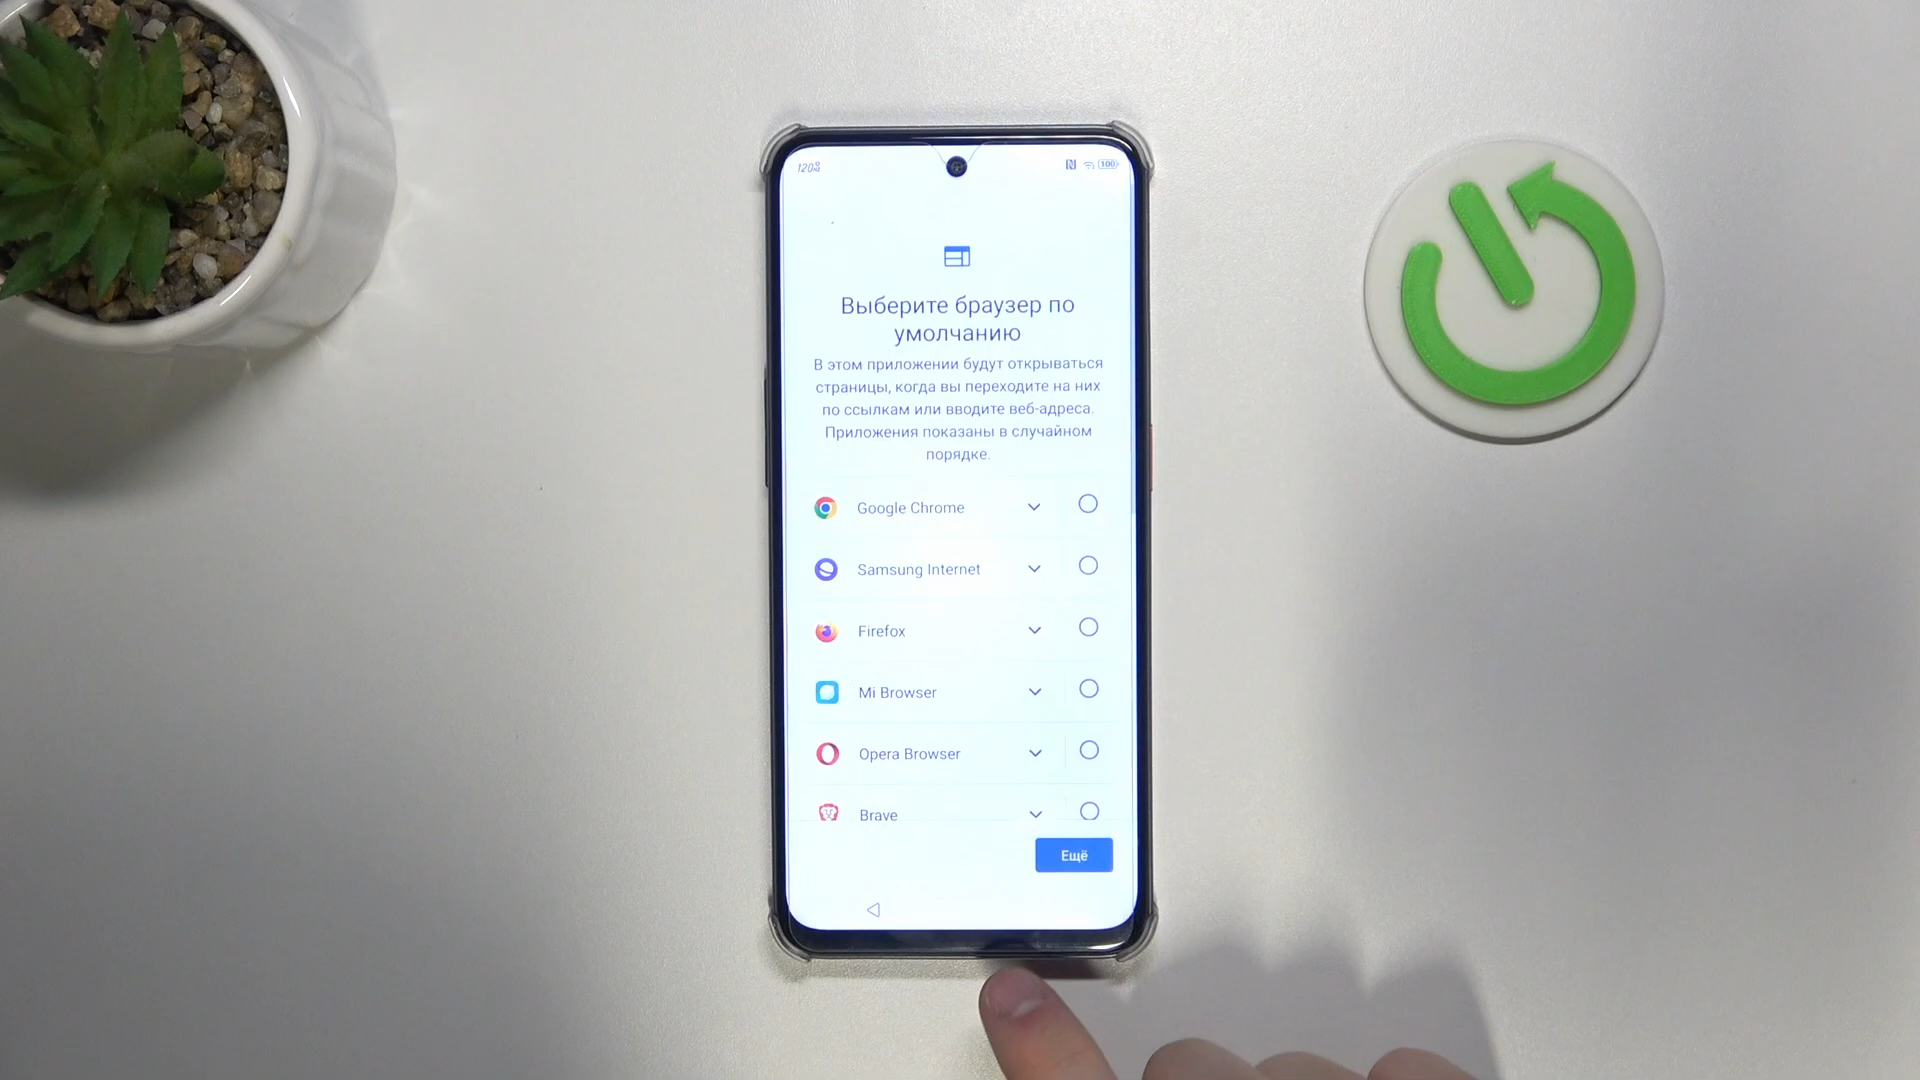 100
Выберите браузер по
умолчанию
В этом приложении будут открываться
страницы, когда вы переходите на них
по ссылкам или вводите веб-адреса.
Приложения показаны в случайном
порядке.
Google Chrome
Samsung Internet
Firefox
Mi Browser
Opera Browser
Brave
Ещё